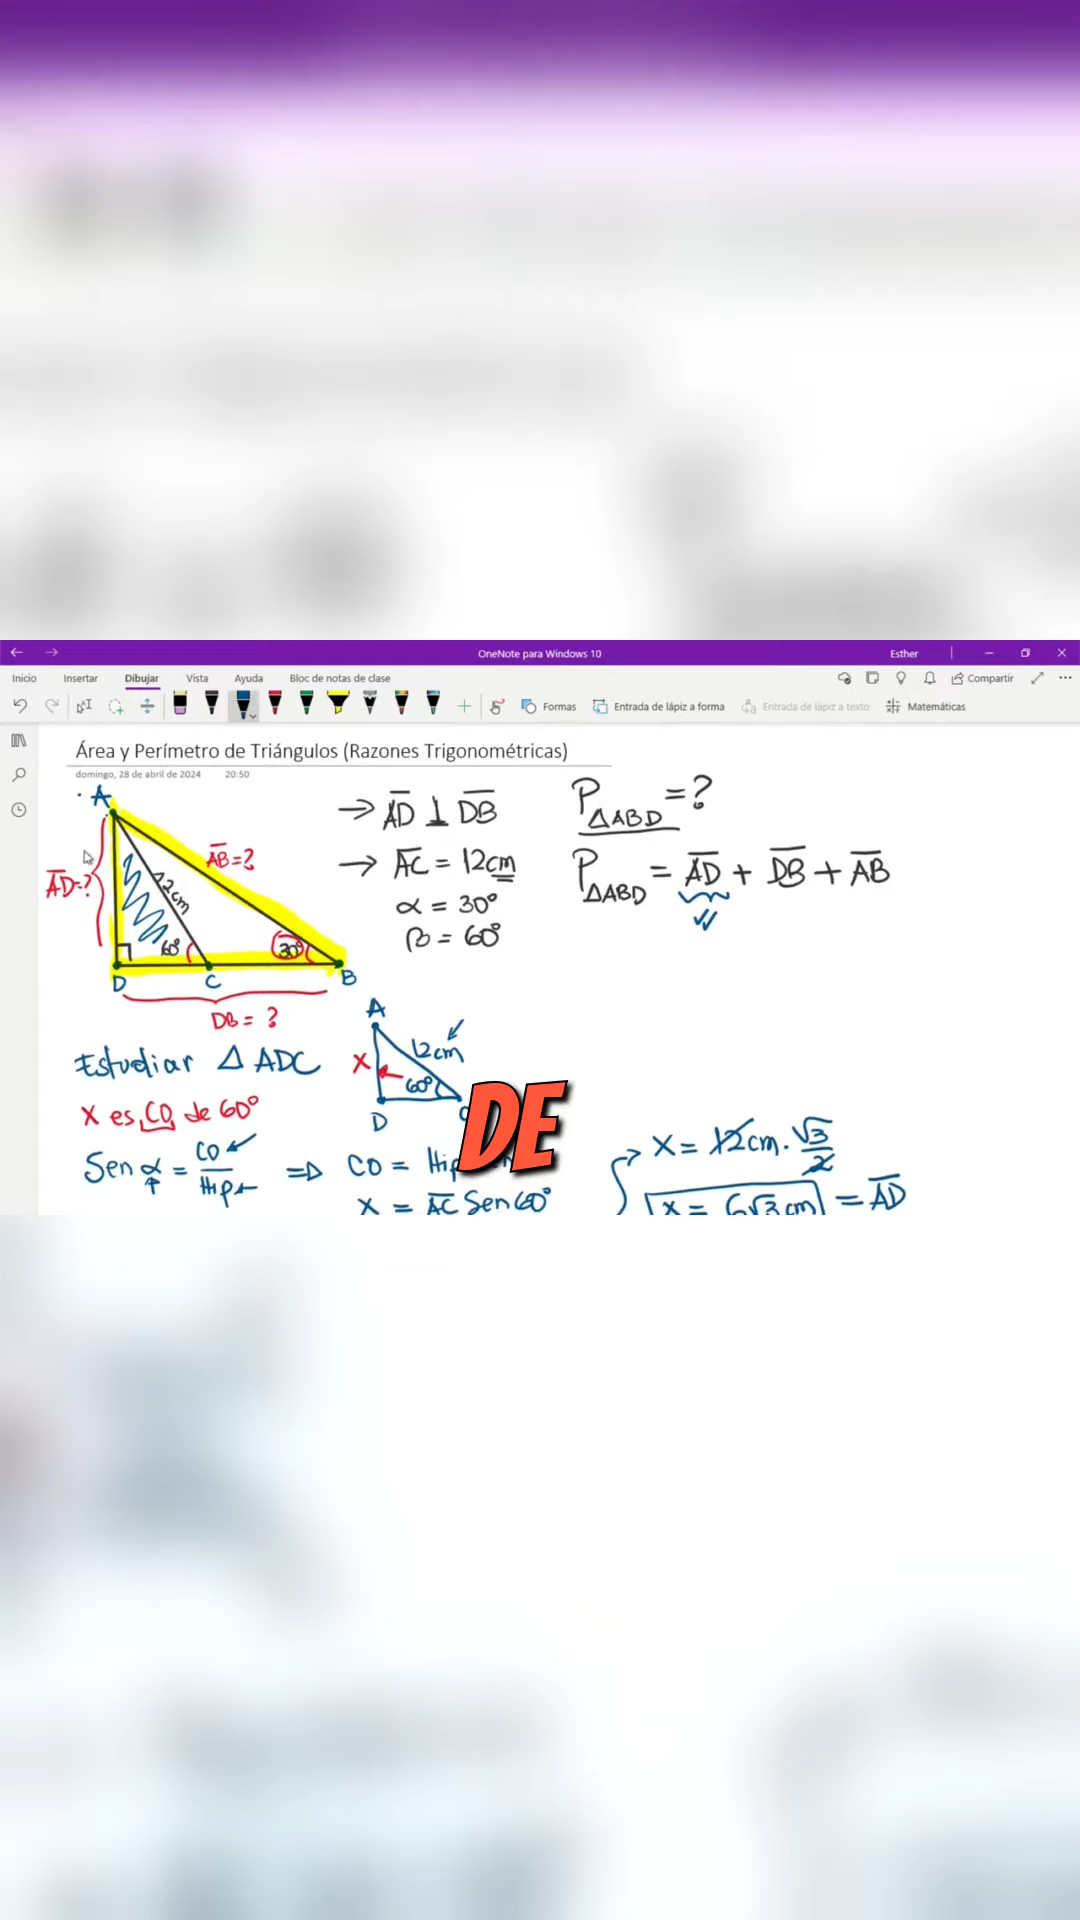 OneNote para Windows 10
Esther
Inicio
Insertar
Dibujar
Vista
Ayuda
Bloc de notas de clase
Compartir
Formas
Entrada de lápiz a forma
Entrada de lápiz a texto
Matemáticas
Área y Perímetro de Triángulos (Razones Trigonométricas)
domingo, 28 de abril de 2024 20:50
A
AB=?
AD=?
12cm
60°
30°
D
C
B
DB = ?
→ AD ⊥ DB
→ AC = 12cm
α = 30°
β = 60°
P△ABD = ?
P△ABD = AD + DB + AB
Estudiar △ ADC
X es CO de 60°
Sen α = CO/Hip ⇒ CO = Hip
X = AC Sen 60°
A
12cm
X
60°
D
DE
X = 12cm · √3/2
X = 6√3 cm = AD